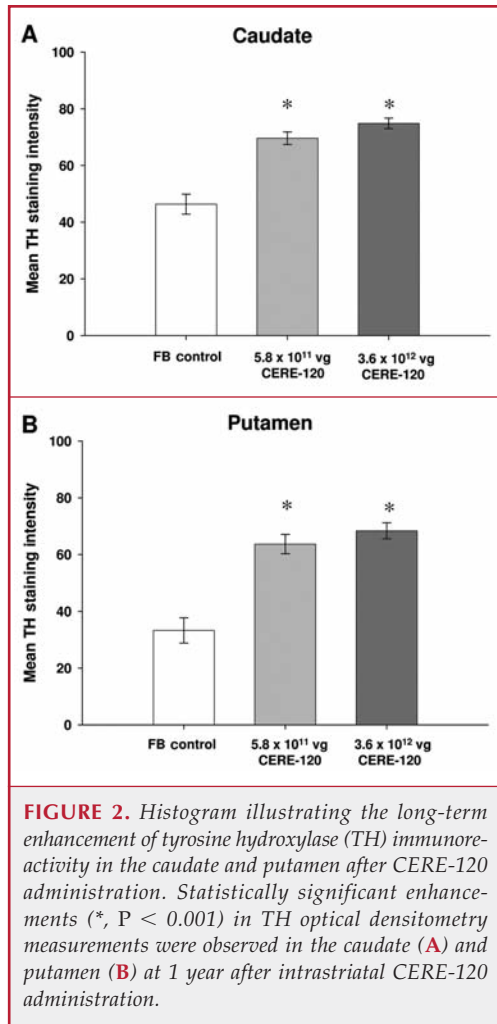 A
Caudate
100
80
60
40
20
0
Mean TH staining intensity
*
*
FB control
5.8 x 10¹¹ vg
CERE-120
3.6 x 10¹² vg
CERE-120
B
Putamen
100
80
60
40
20
0
Mean TH staining intensity
*
*
FB control
5.8 x 10¹¹ vg
CERE-120
3.6 x 10¹² vg
CERE-120
FIGURE 2. Histogram illustrating the long-term
enhancement of tyrosine hydroxylase (TH) immunore-
activity in the caudate and putamen after CERE-120
administration. Statistically significant enhance-
ments (*, P < 0.001) in TH optical densitometry
measurements were observed in the caudate (A) and
putamen (B) at 1 year after intrastriatal CERE-120
administration.